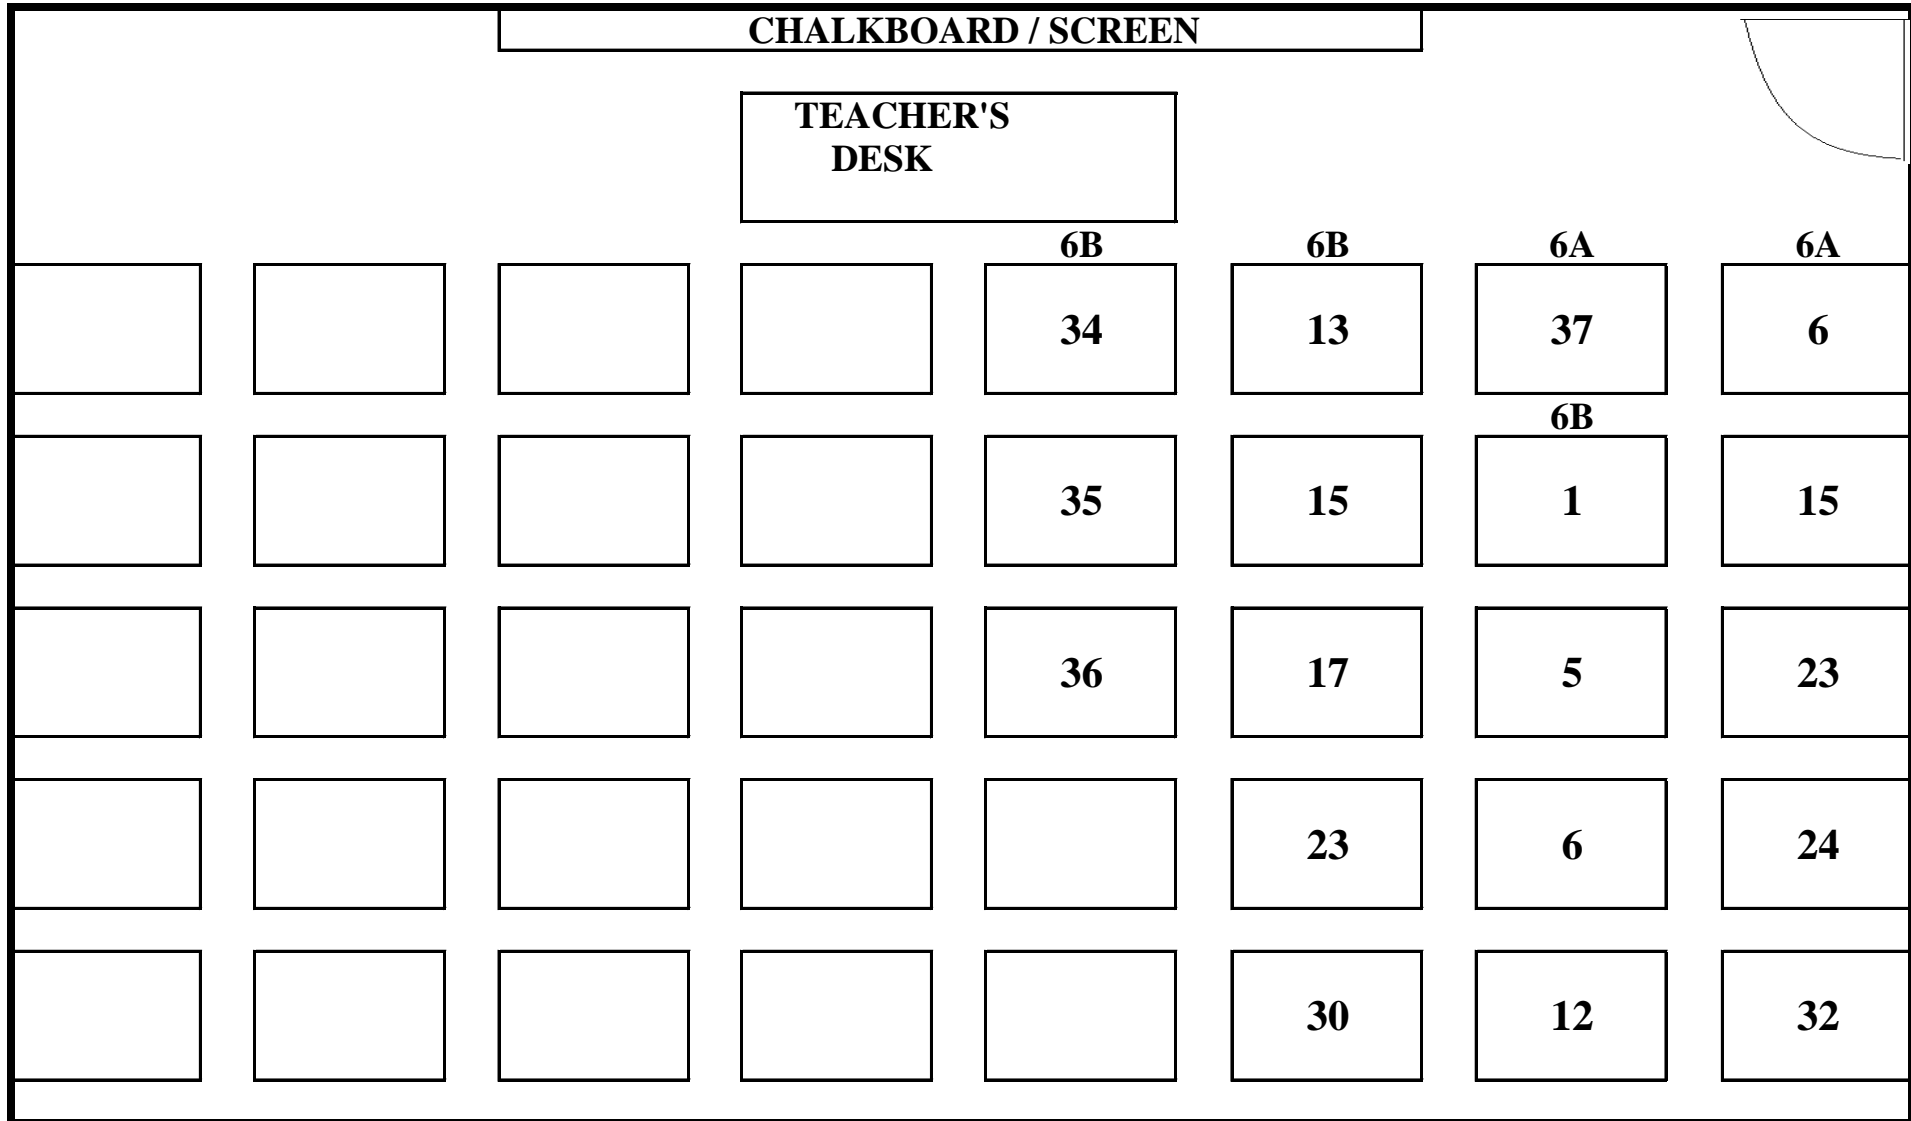 CHALKBOARD / SCREEN
TEACHER'S
DESK
6B 6B 6A 6A
34 13 37 6
6B
35 15 1 15
36 17 5 23
23 6 24
30 12 32